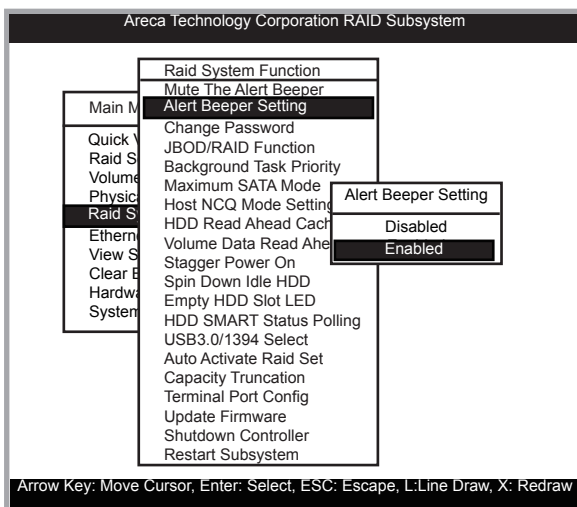 Areca Technology Corporation RAID Subsystem
Main M
Quick V
Raid S
Volume
Physica
Raid S
Ethern
View S
Clear E
Hardwa
System
Raid System Function
Mute The Alert Beeper
Alert Beeper Setting
Change Password
JBOD/RAID Function
Background Task Priority
Maximum SATA Mode
Host NCQ Mode Setting
HDD Read Ahead Cach
Volume Data Read Ahe
Stagger Power On
Spin Down Idle HDD
Empty HDD Slot LED
HDD SMART Status Polling
USB3.0/1394 Select
Auto Activate Raid Set
Capacity Truncation
Terminal Port Config
Update Firmware
Shutdown Controller
Restart Subsystem
Alert Beeper Setting
Disabled
Enabled
Arrow Key: Move Cursor, Enter: Select, ESC: Escape, L:Line Draw, X: Redraw